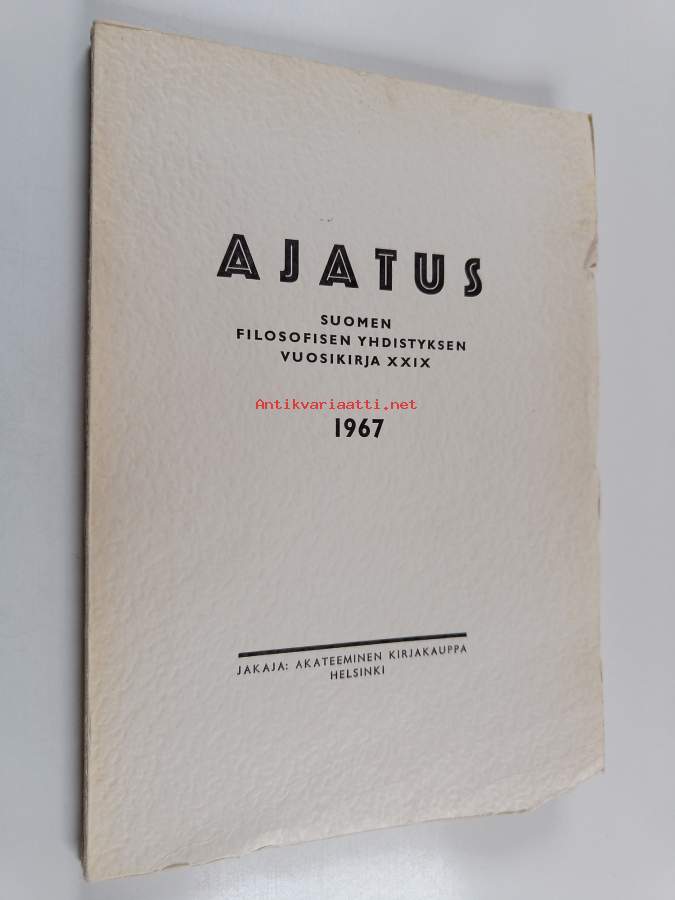 AJATUS
SUOMEN
FILOSOFISEN YHDISTYKSEN
VUOSIKIRJA XXIX
Antikvariaatti.net
1967
JAKAJA: AKATEEMINEN KIRJAKAUPPA
HELSINKI